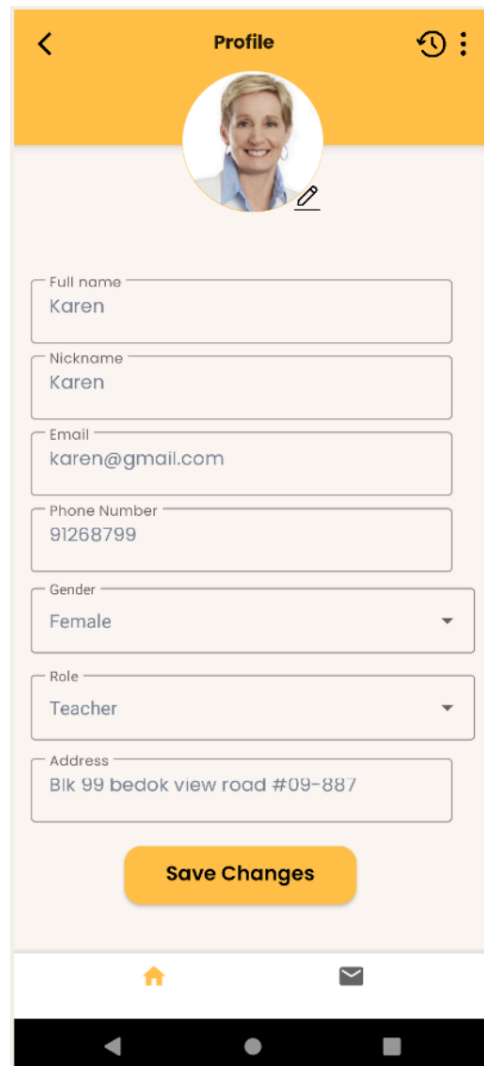 Profile
Full name
Karen
Nickname
Karen
Email
karen@gmail.com
Phone Number
91268799
Gender
Female
Role
Teacher
Address
Blk 99 bedok view road #09-887
Save Changes